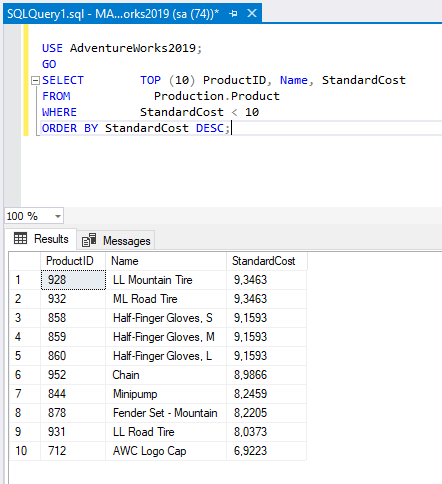 SQLQuery1.sql - MA...orks2019 (sa (74))*
USE AdventureWorks2019;
GO
SELECT TOP (10) ProductID, Name, StandardCost
FROM Production.Product
WHERE StandardCost < 10
ORDER BY StandardCost DESC;
100 %
Results Messages
ProductID Name StandardCost
1 928 LL Mountain Tire 9,3463
2 932 ML Road Tire 9,3463
3 858 Half-Finger Gloves, S 9,1593
4 859 Half-Finger Gloves, M 9,1593
5 860 Half-Finger Gloves, L 9,1593
6 952 Chain 8,9866
7 844 Minipump 8,2459
8 878 Fender Set - Mountain 8,2205
9 931 LL Road Tire 8,0373
10 712 AWC Logo Cap 6,9223